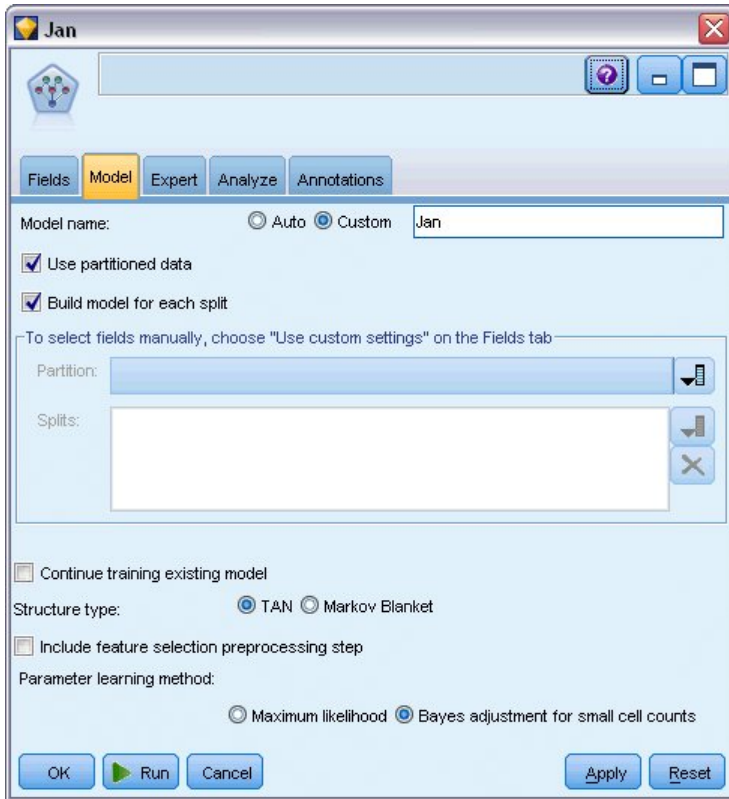 Jan
Fields Model Expert Analyze Annotations
Model name: Auto Custom Jan
Use partitioned data
Build model for each split
To select fields manually, choose "Use custom settings" on the Fields tab
Partition:
Splits:
Continue training existing model
Structure type: TAN Markov Blanket
Include feature selection preprocessing step
Parameter learning method:
Maximum likelihood Bayes adjustment for small cell counts
OK Run Cancel Apply Reset